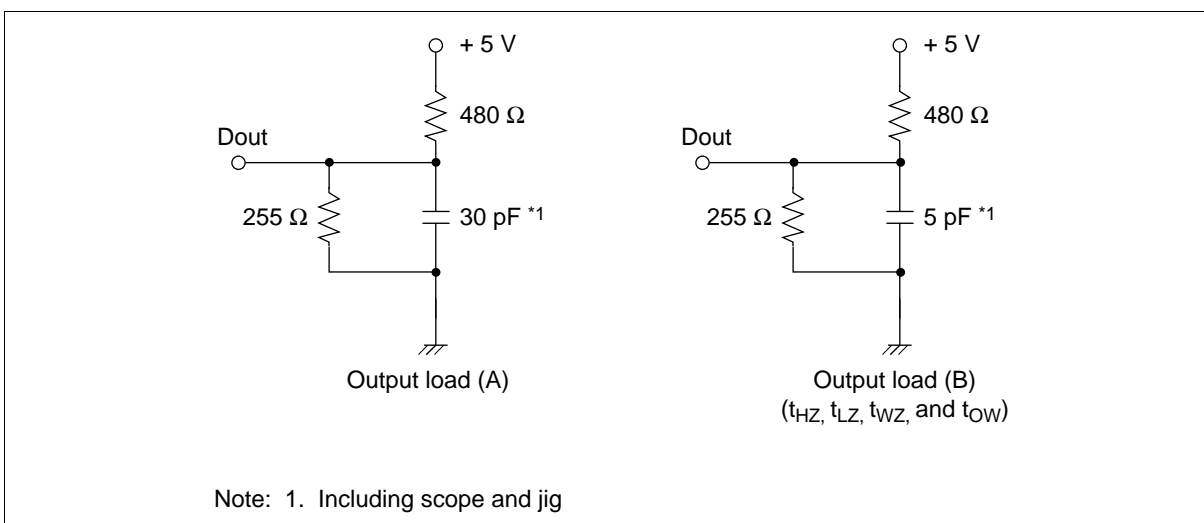 + 5 V
480 Ω
Dout
255 Ω
30 pF *1
Output load (A)
+ 5 V
480 Ω
Dout
255 Ω
5 pF *1
Output load (B)
(tHZ, tLZ, tWZ, and tOW)
Note: 1. Including scope and jig